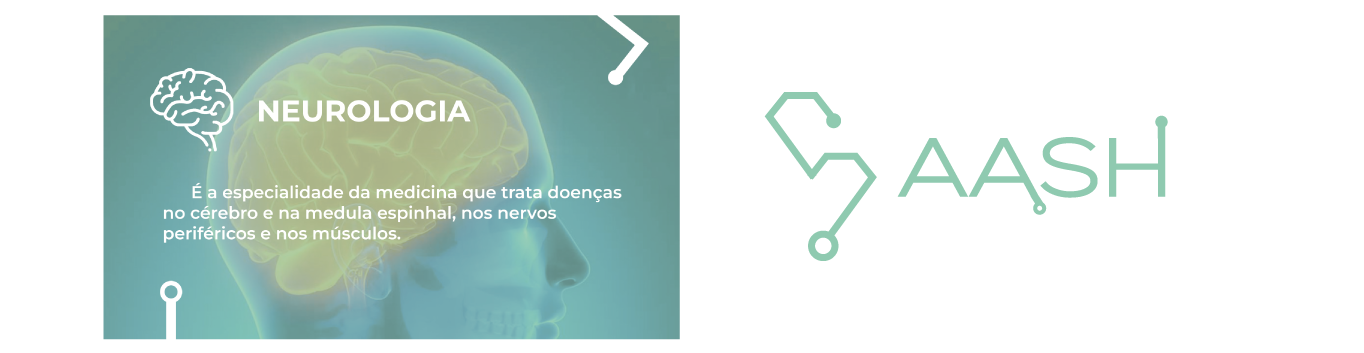 NEUROLOGIA
É a especialidade da medicina que trata doenças
no cérebro e na medula espinhal, nos nervos
periféricos e nos músculos.
AASH